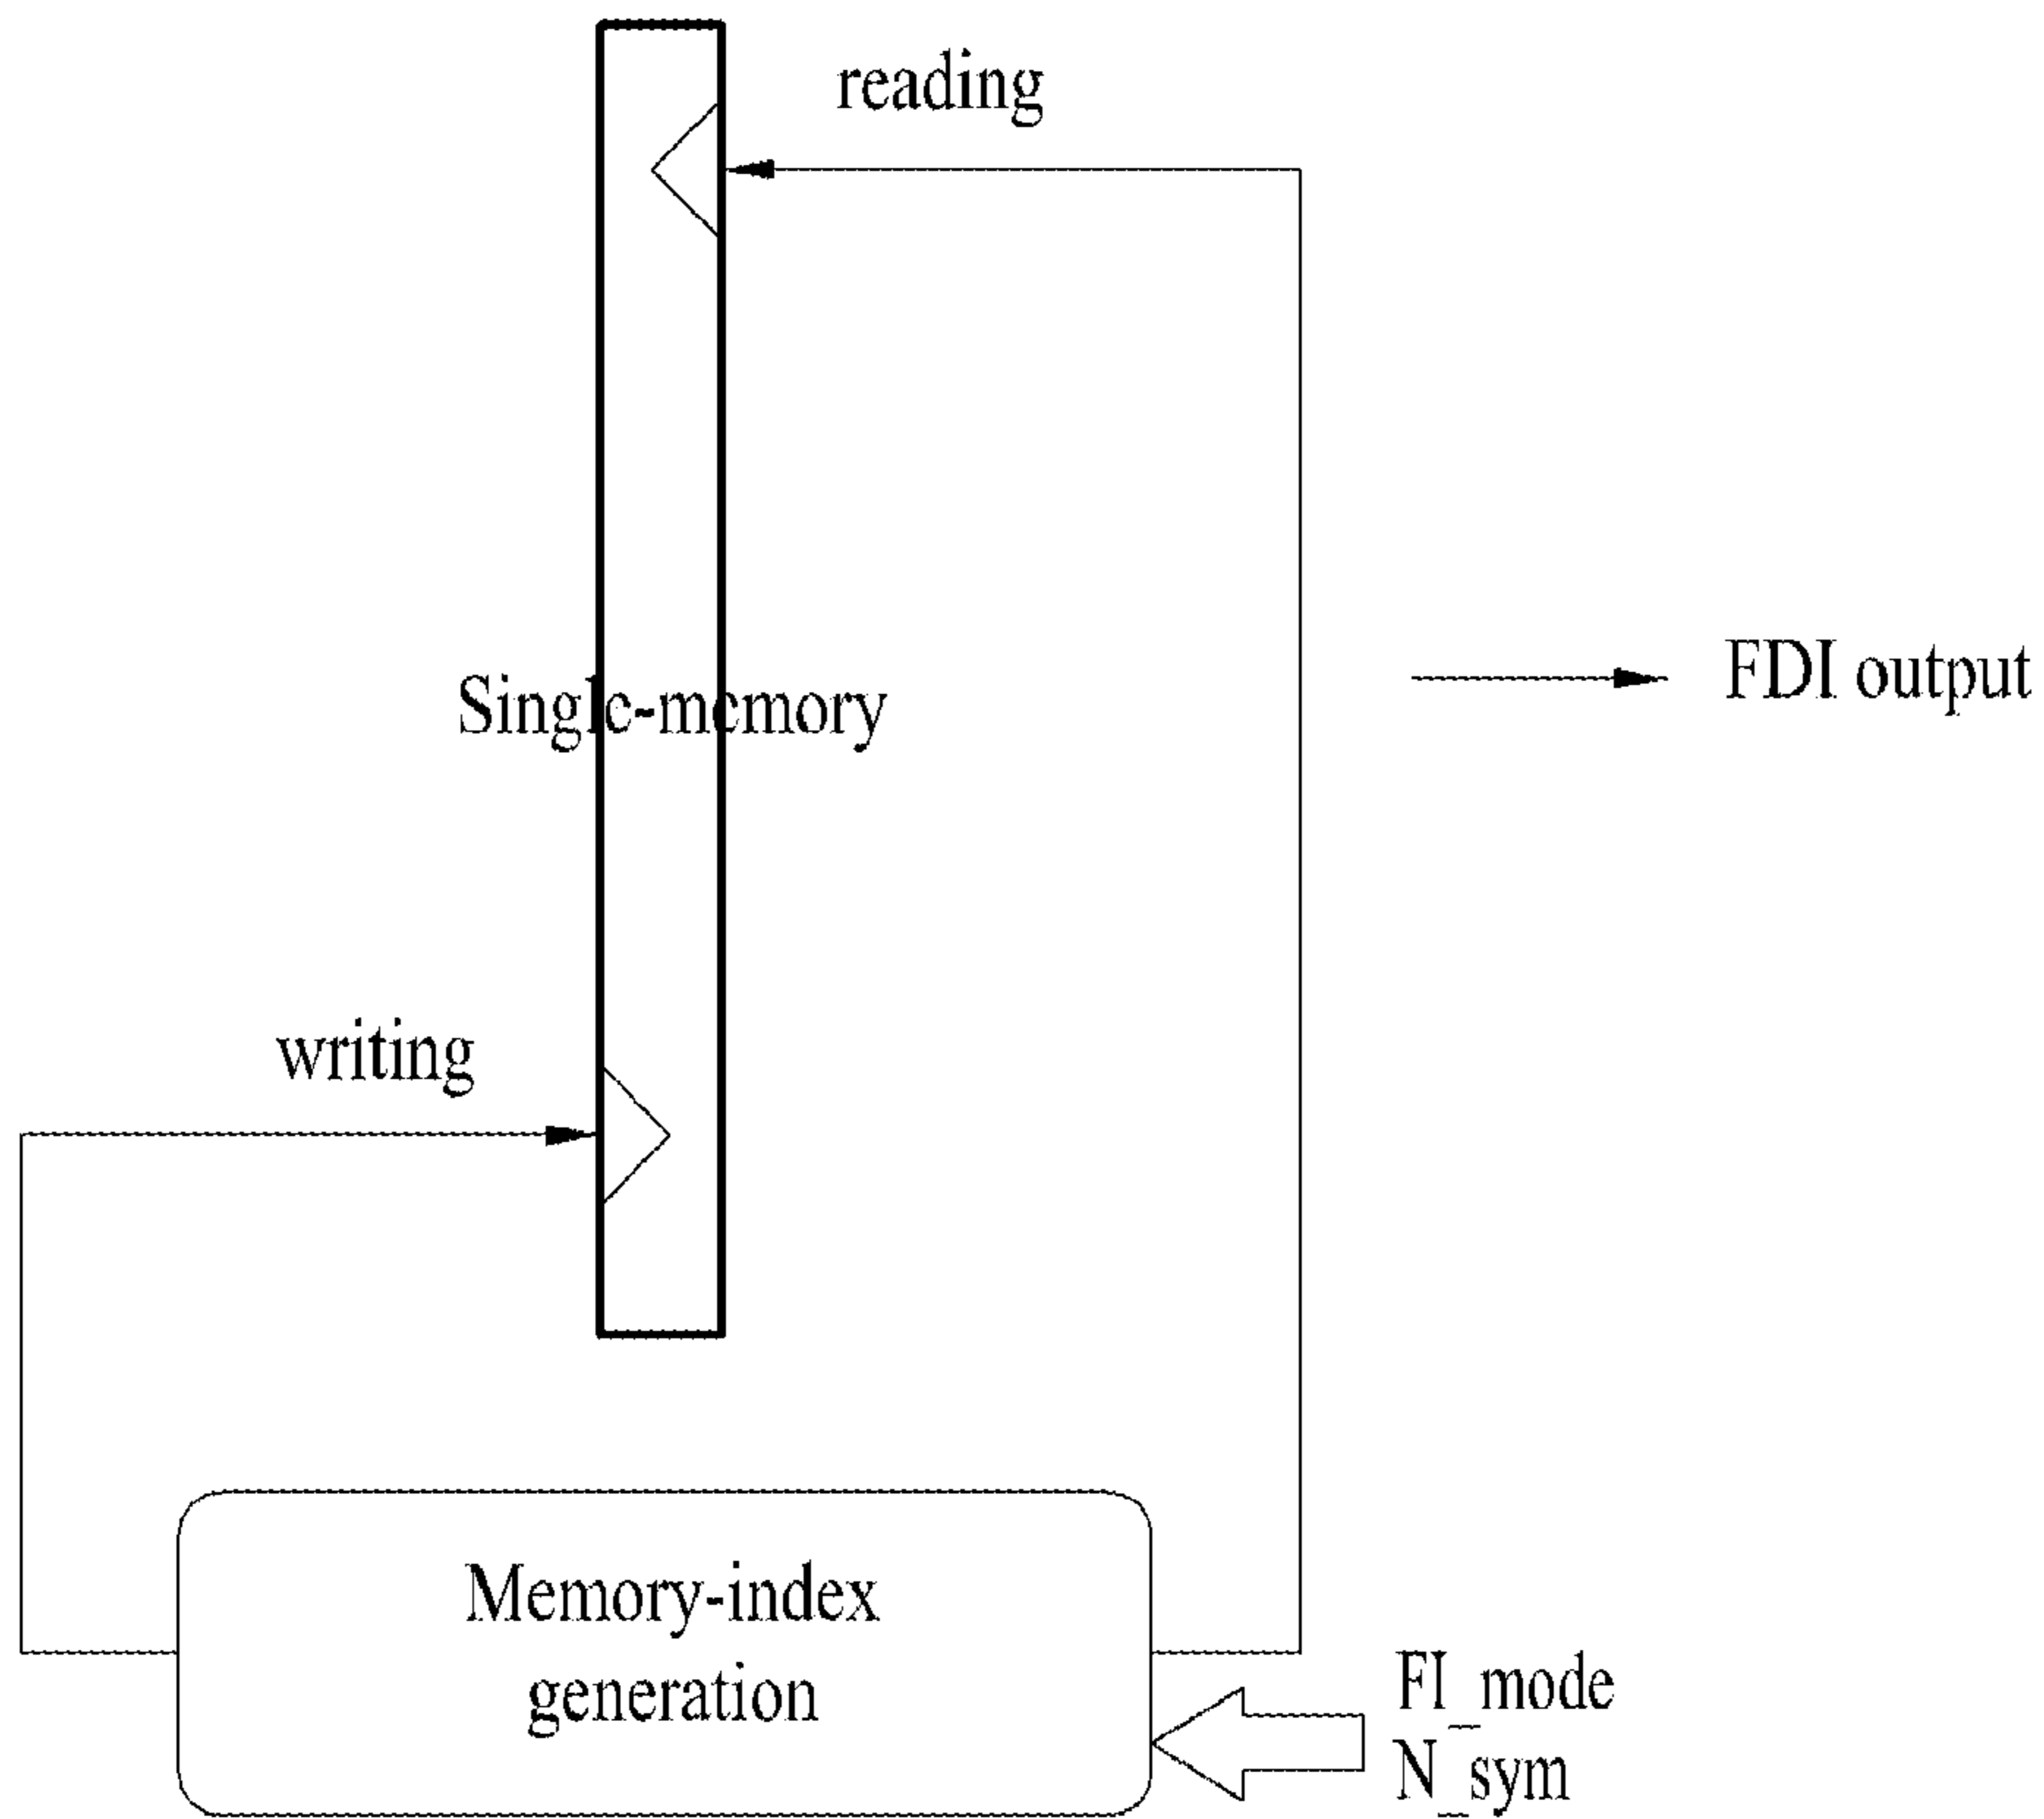 reading
FDI output
Single-memory
writing
Memory-index
generation
FI_mode
N_sym